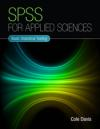 SPSS
FOR APPLIED SCIENCES
Basic Statistical Testing
Cole Davis